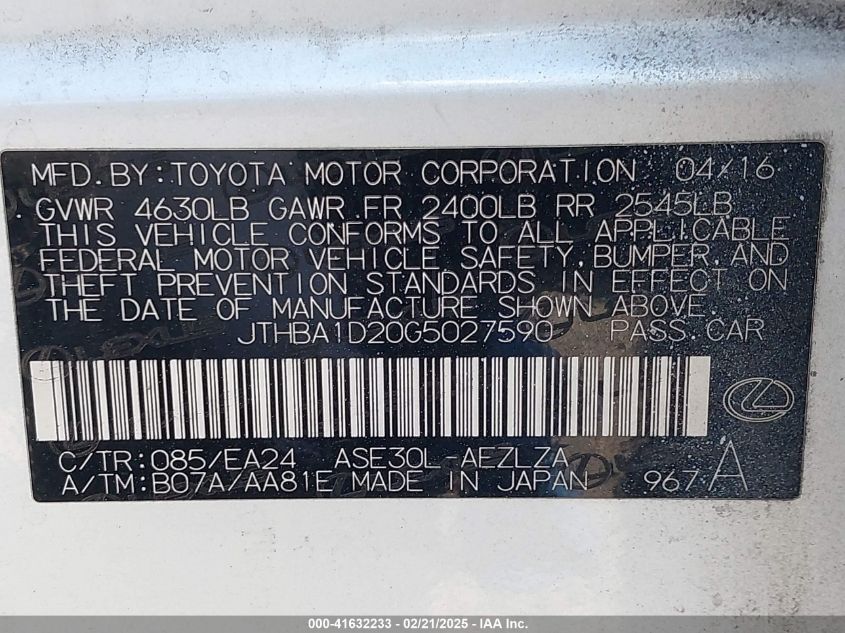 MFD. BY: TOYOTA MOTOR CORPORATION 04/16
GVWR 4630LB GAWR FR 2400LB RR 2545LB
THIS VEHICLE CONFORMS TO ALL APPLICABLE
FEDERAL MOTOR VEHICLE SAFETY, BUMPER, AND
THEFT PREVENTION STANDARDS IN EFFECT ON
THE DATE OF MANUFACTURE SHOWN ABOVE.
JTHBA1D20G5027590 PASS. CAR
C/TR: 085/EA24 ASE30L-AEZLZA
A/TM: B07A/AA81E MADE IN JAPAN 967 A
000-41632233 - 02/21/2025 - IAASUBTITLE